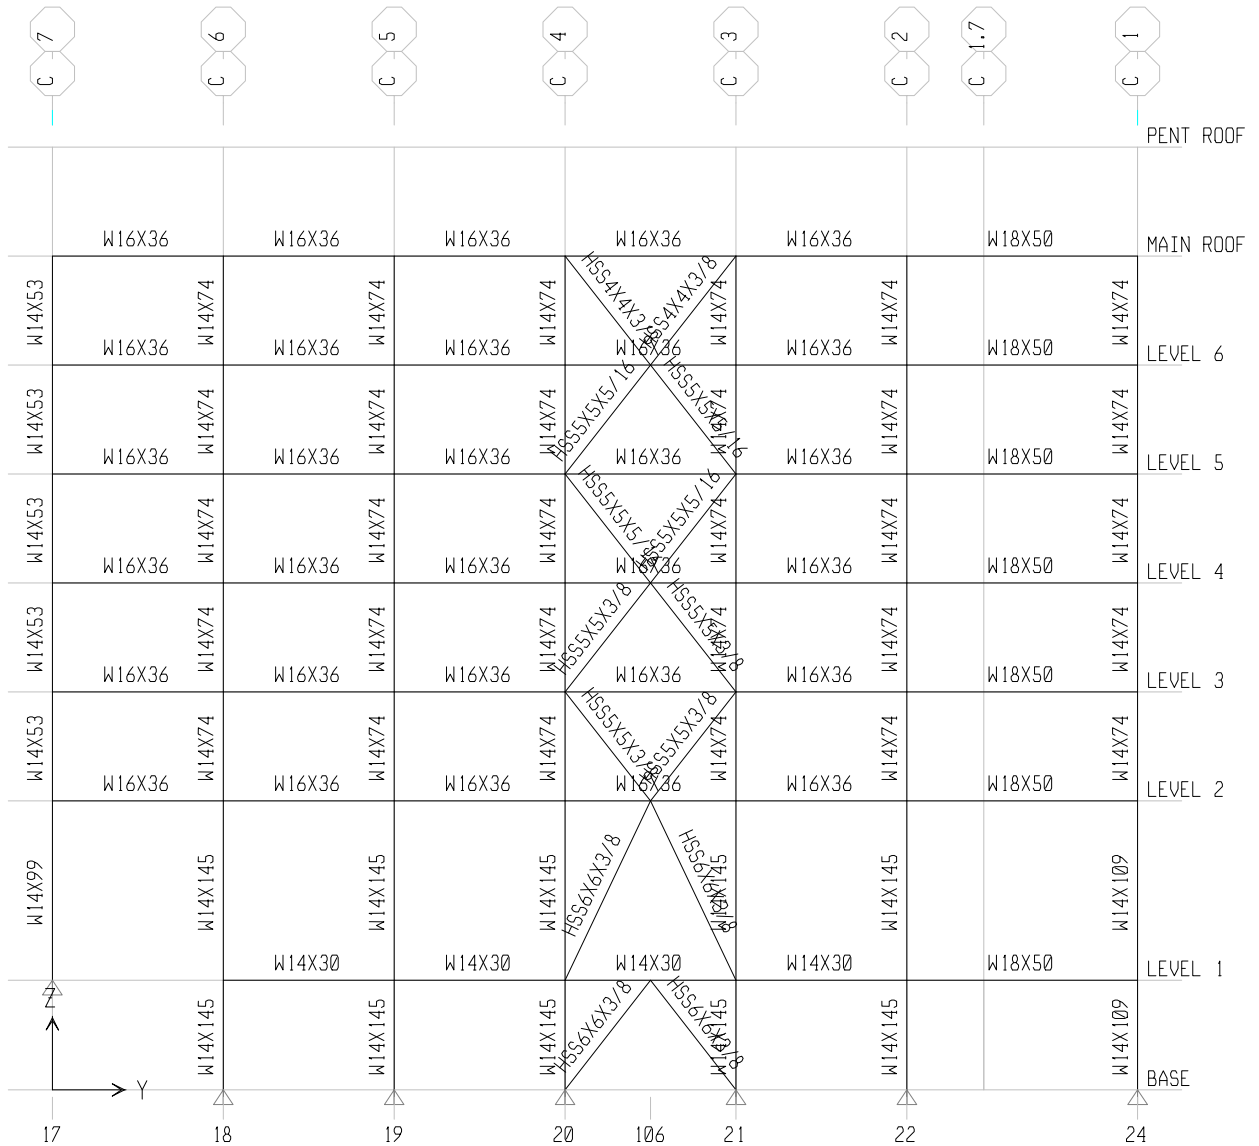 7 6 5 4 3 2 1.7 1
C C C C C C C C
PENT ROOF
W16X36 W16X36 W16X36 W16X36 W16X36 W18X50 MAIN ROOF
W14X53 W14X74 W14X74 W14X74 HSS4X4X3/8 HSS4X4X3/8 W14X74 W14X74 W14X74
W16X36 W16X36 W16X36 W16X36 W16X36 W18X50 LEVEL 6
W14X53 W14X74 W14X74 W14X74 HSS5X5X5/16 HSS5X5X5/16 W14X74 W14X74 W14X74
W16X36 W16X36 W16X36 W16X36 W16X36 W18X50 LEVEL 5
W14X53 W14X74 W14X74 W14X74 HSS5X5X5/16 HSS5X5X5/16 W14X74 W14X74 W14X74
W16X36 W16X36 W16X36 W16X36 W16X36 W18X50 LEVEL 4
W14X53 W14X74 W14X74 W14X74 HSS5X5X3/8 HSS5X5X3/8 W14X74 W14X74 W14X74
W16X36 W16X36 W16X36 W16X36 W16X36 W18X50 LEVEL 3
W14X53 W14X74 W14X74 W14X74 HSS5X5X3/8 HSS5X5X3/8 W14X74 W14X74 W14X74
W16X36 W16X36 W16X36 W16X36 W16X36 W18X50 LEVEL 2
W14X99 W14X145 W14X145 W14X145 HSS6X6X3/8 HSS6X6X3/8 W14X145 W14X145 W14X109
W14X30 W14X30 W14X30 W14X30 W18X50 LEVEL 1
Z
W14X145 W14X145 W14X145 HSS6X6X3/8 HSS6X6X3/8 W14X145 W14X145 W14X109
Y BASE
17 18 19 20 106 21 22 24